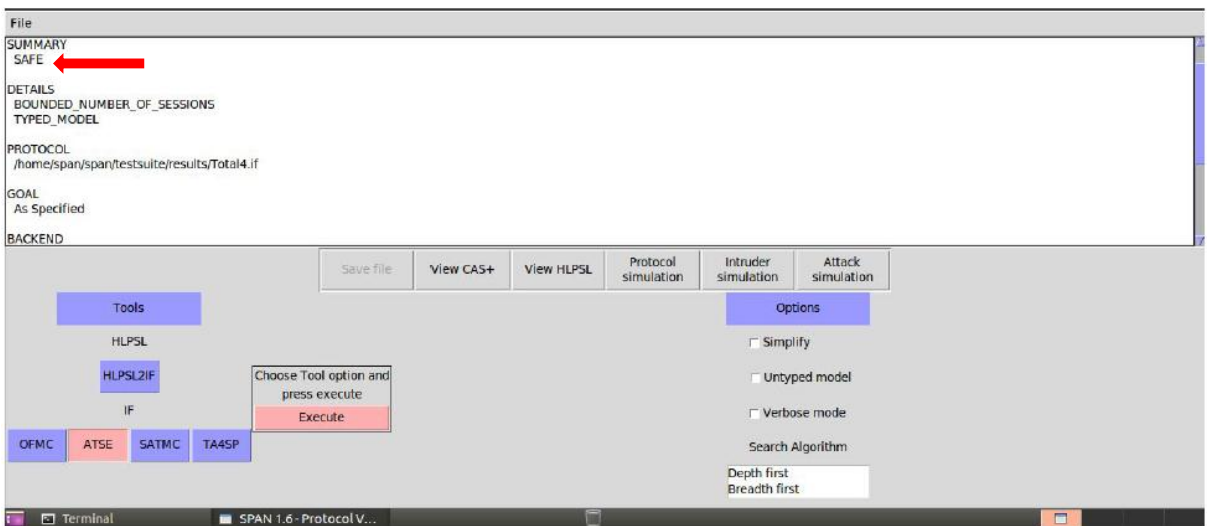 File
SUMMARY
SAFE
DETAILS
BOUNDED_NUMBER_OF_SESSIONS
TYPED_MODEL
PROTOCOL
/home/span/span/testsuite/results/Total4.if
GOAL
As Specified
BACKEND
Save file
View CAS+
View HLPSL
Protocol
simulation
Intruder
simulation
Attack
simulation
Tools
HLPSL
HLPSL2IF
IF
OFMC
ATSE
SATMC
TA4SP
Choose Tool option and
press execute
Execute
Options
Simplify
Untyped model
Verbose mode
Search Algorithm
Depth first
Breadth first
Terminal
SPAN 1.6 - Protocol V...